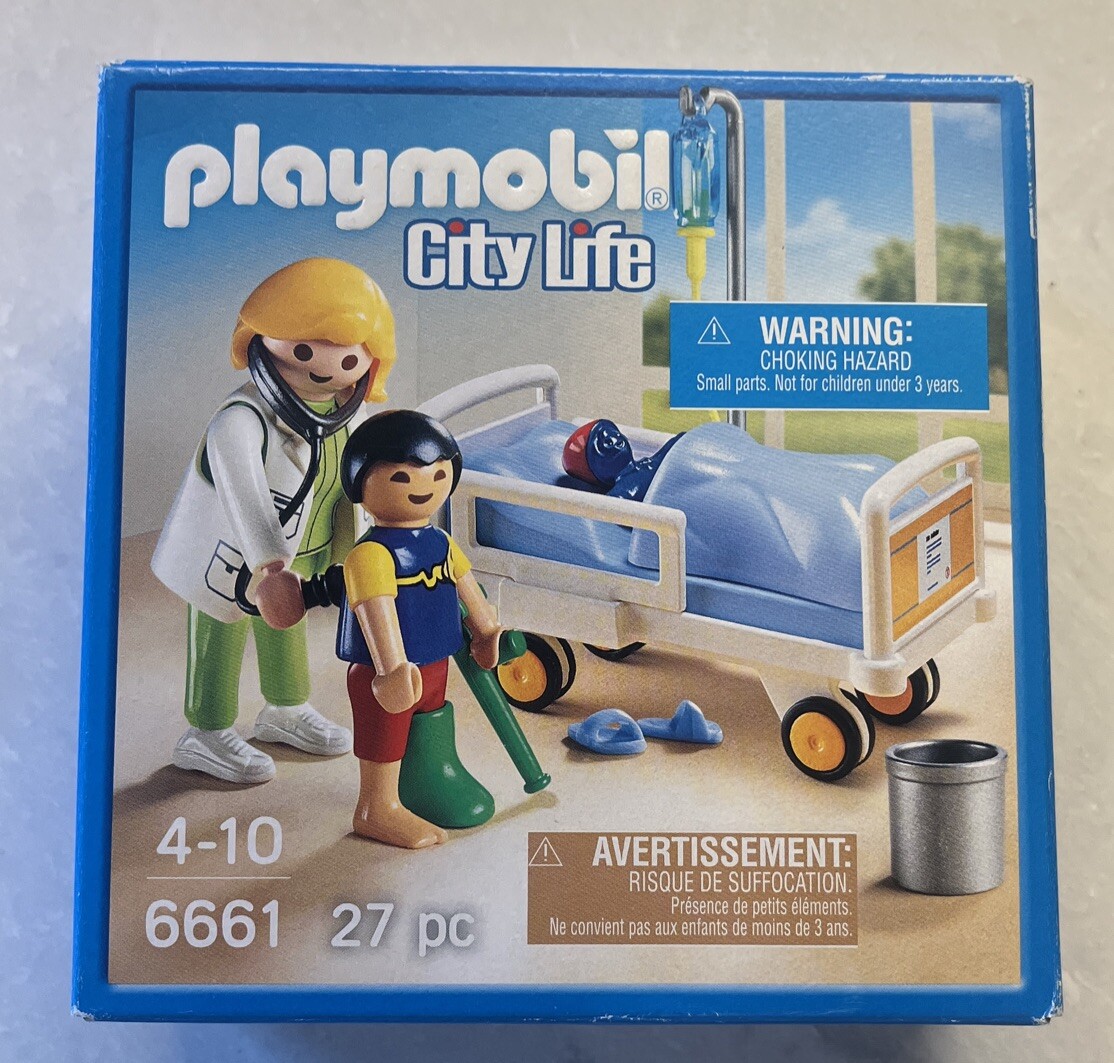 playmobil®
City Life
WARNING:
CHOKING HAZARD
Small parts. Not for children under 3 years.
4-10
6661 27 pc
AVERTISSEMENT:
RISQUE DE SUFFOCATION.
Présence de petits éléments.
Ne convient pas aux enfants de moins de 3 ans.